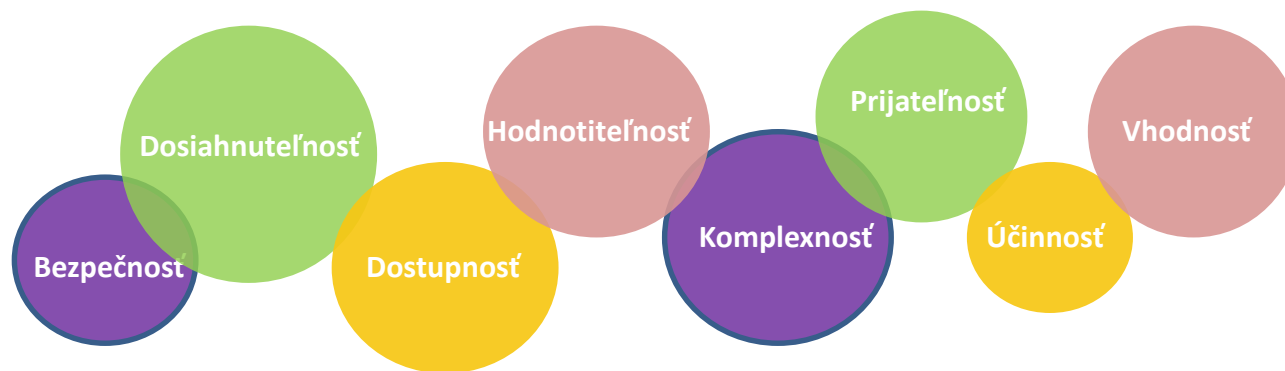 Bezpečnosť
Dosiahnuteľnosť
Dostupnosť
Hodnotiteľnosť
Komplexnosť
Prijateľnosť
Účinnosť
Vhodnosť